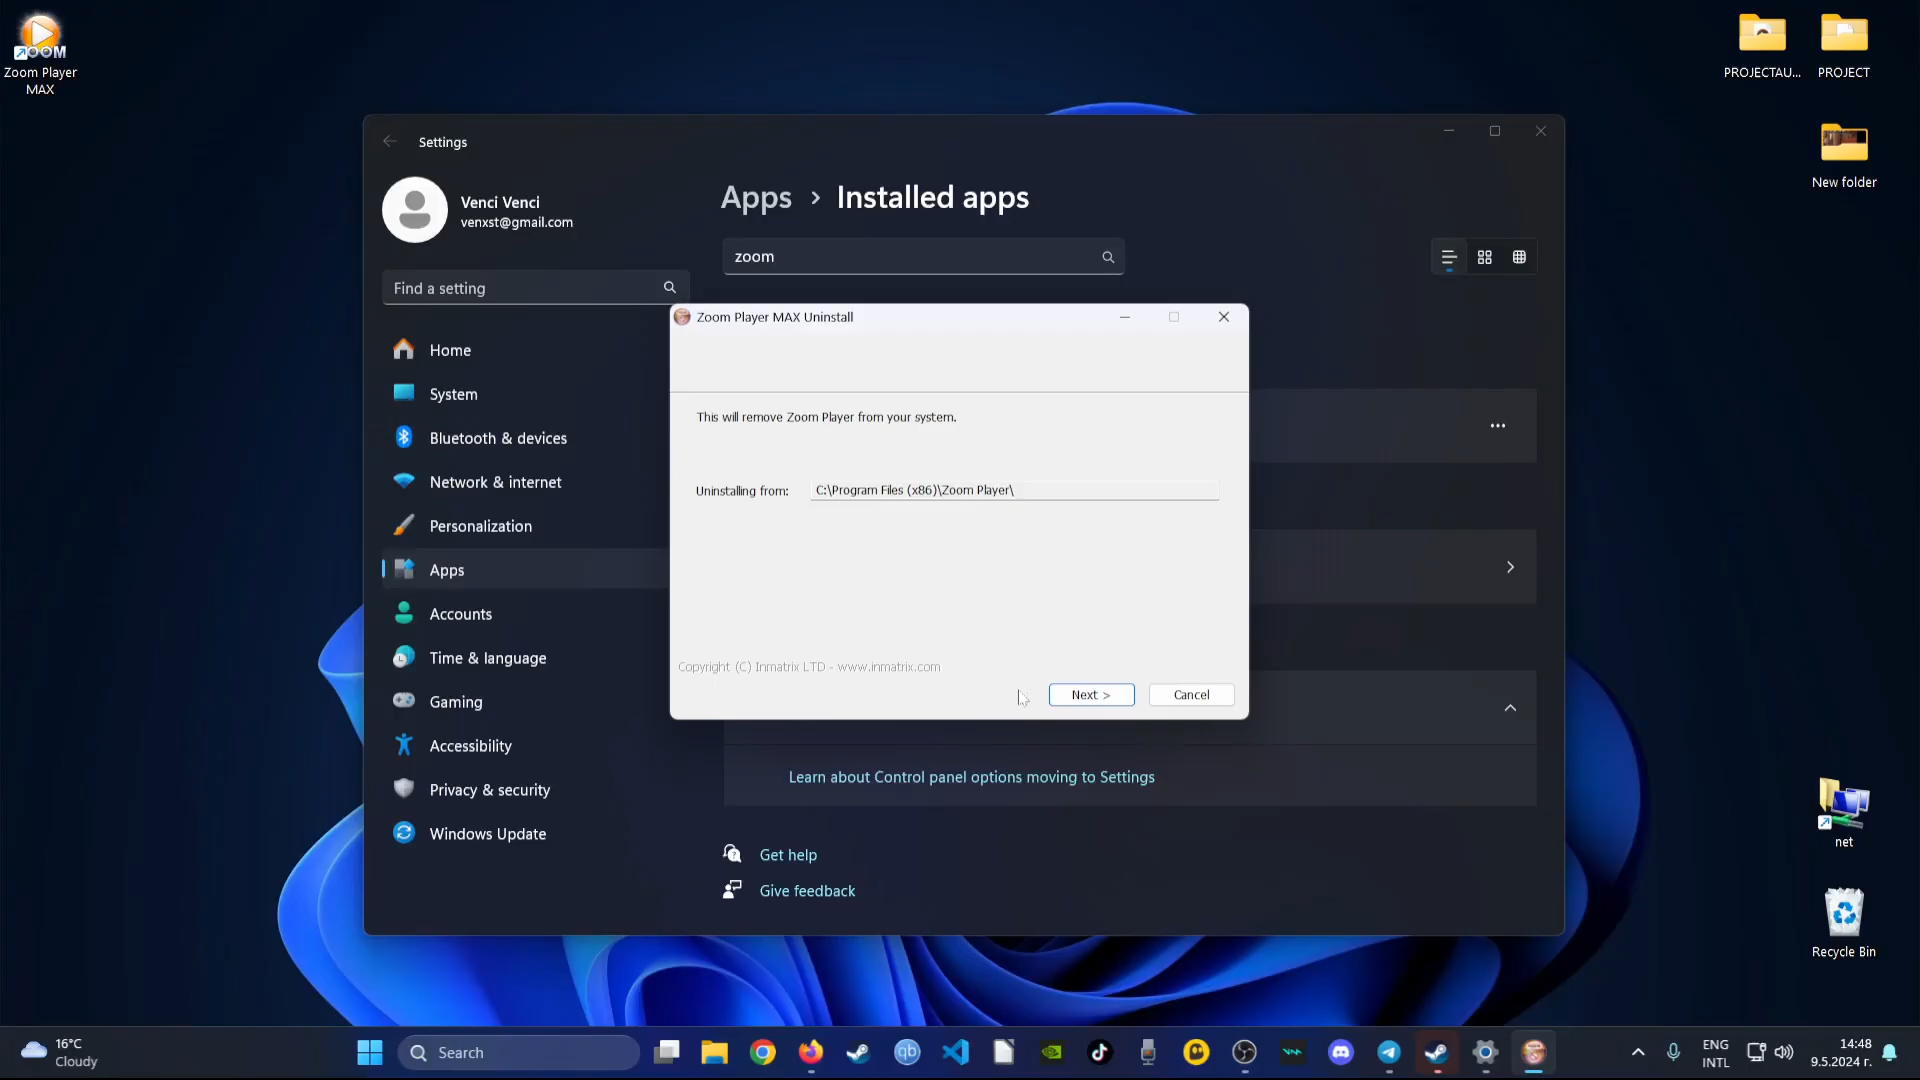 Zoom Player
MAX
PROJECTAU...
PROJECT
New folder
Settings
Venci Venci
venxst@gmail.com
Find a setting
Home
System
Bluetooth & devices
Network & internet
Personalization
Apps
Accounts
Time & language
Gaming
Accessibility
Privacy & security
Windows Update
Apps > Installed apps
zoom
Zoom Player MAX Uninstall
This will remove Zoom Player from your system.
Uninstalling from: C:\Program Files (x86)\Zoom Player\
Copyright (C) Inmatrix LTD - www.inmatrix.com
Next >
Cancel
Learn about Control panel options moving to Settings
Get help
Give feedback
net
Recycle Bin
16°C
Cloudy
Search
ENG
INTL
14:48
9.5.2024 г.